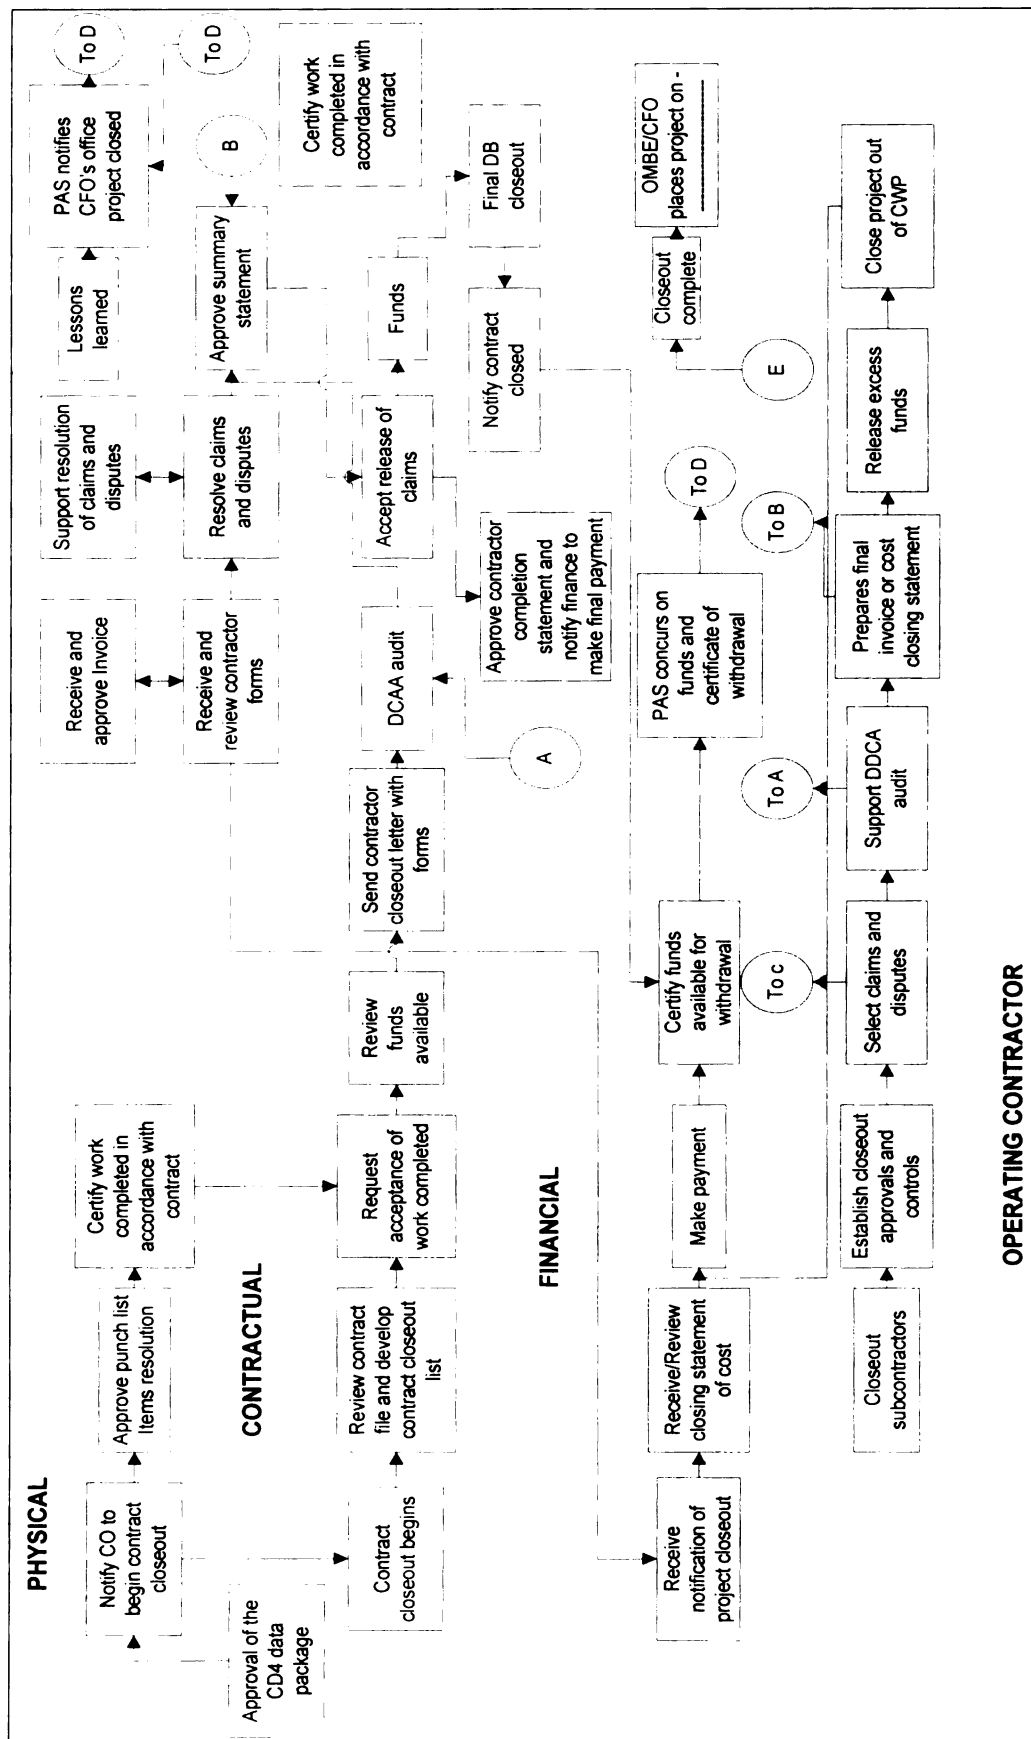 PHYSICAL
Notify CO to
begin contract
closeout
Approve punch list
Items resolution
Certify work
completed in
accordance with
contract
Receive and
approve Invoice
Support resolution
of claims and
disputes
Lessons
learned
PAS notifies
CFO's office
project closed
To D
To D
Approval of the
CD4 data
package
CONTRACTUAL
Receive and
review contractor
forms
Resolve claims
and disputes
Approve summary
statement
B
Certify work
completed in
accordance with
contract
Contract
closeout begins
Review contract
file and develop
contract closeout
list
Request
acceptance of
work completed
Review
funds
available
Send contractor
closeout letter with
forms
DCAA audit
Accept release of
claims
Funds
Final DB
closeout
A
Approve contractor
completion
statement and
notify finance to
make final payment
Notify contract
closed
FINANCIAL
Receive
notification of
project closeout
Receive/Review
closing statement
of cost
Make payment
Certify funds
available for
withdrawal
PAS concurs on
funds and
certificate of
withdrawal
To D
E
Closeout
complete
OMBE/CFO
places project on -
To c
To A
To B
Closeout
subcontractors
Establish closeout
approvals and
controls
Select claims and
disputes
Support DDCA
audit
Prepares final
invoice or cost
closing statement
Release excess
funds
Close project out
of CWP
OPERATING CONTRACTOR